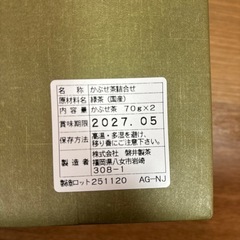 名称 かぶせ茶詰合せ
原材料名 緑茶（国産）
内容量 かぶせ茶 70g×2
賞味期限 2027.05
保存方法 高温・多湿を避け、
移り香にご注意下さい。
製造者 株式会社 磐井製茶
福岡県八女市岩崎
308-1
製造ロット251120 AG-NJ